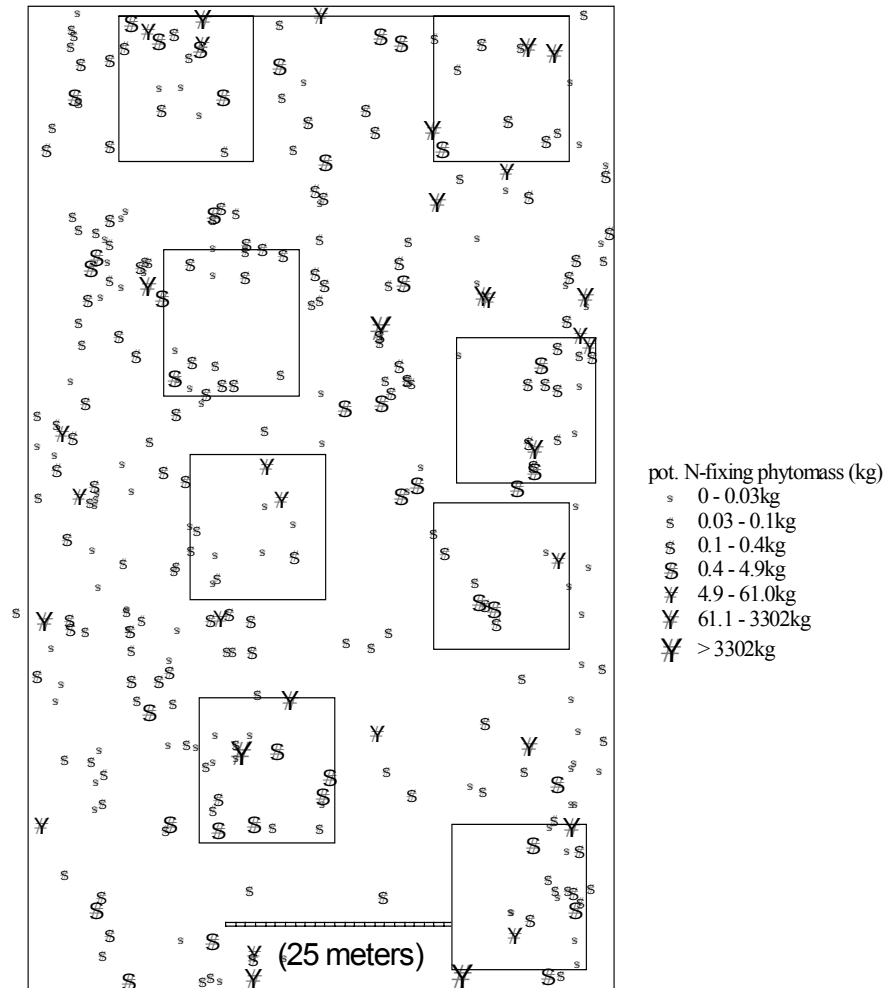 pot. N-fixing phytomass (kg)
s 0 - 0.03kg
s 0.03 - 0.1kg
s 0.1 - 0.4kg
s 0.4 - 4.9kg
¥ 4.9 - 61.0kg
¥ 61.1 - 3302kg
¥ > 3302kg
(25 meters)